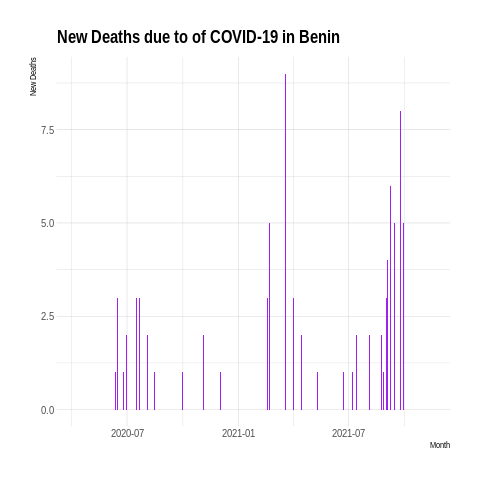 New Deaths due to of COVID-19 in Benin
New Deaths
7.5
5.0
2.5
0.0
2020-07 2021-01 2021-07
Month